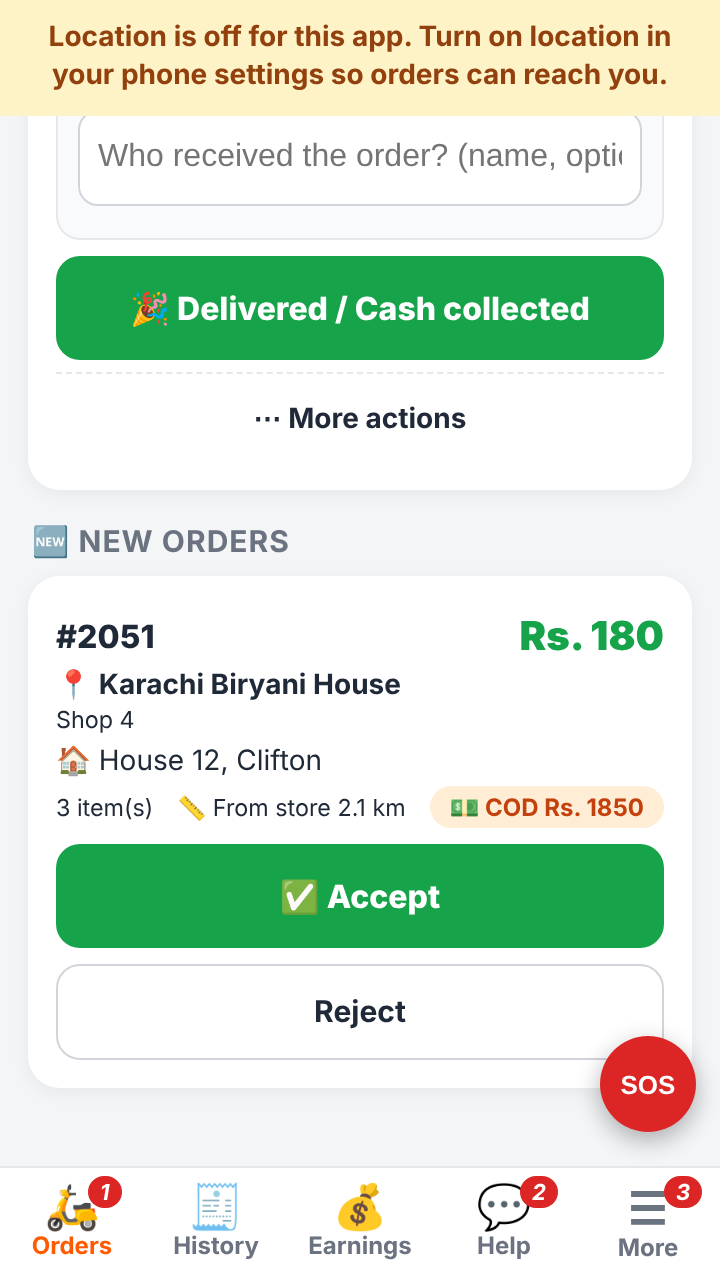 Location is off for this app. Turn on location in
your phone settings so orders can reach you.
Who received the order? (name, optic
🎉 Delivered / Cash collected
⋯ More actions
🆕 NEW ORDERS
#2051 Rs. 180
📍 Karachi Biryani House
Shop 4
🏠 House 12, Clifton
3 item(s) 📏 From store 2.1 km 💵 COD Rs. 1850
✅ Accept
Reject
SOS
1 2 3
Orders History Earnings Help More